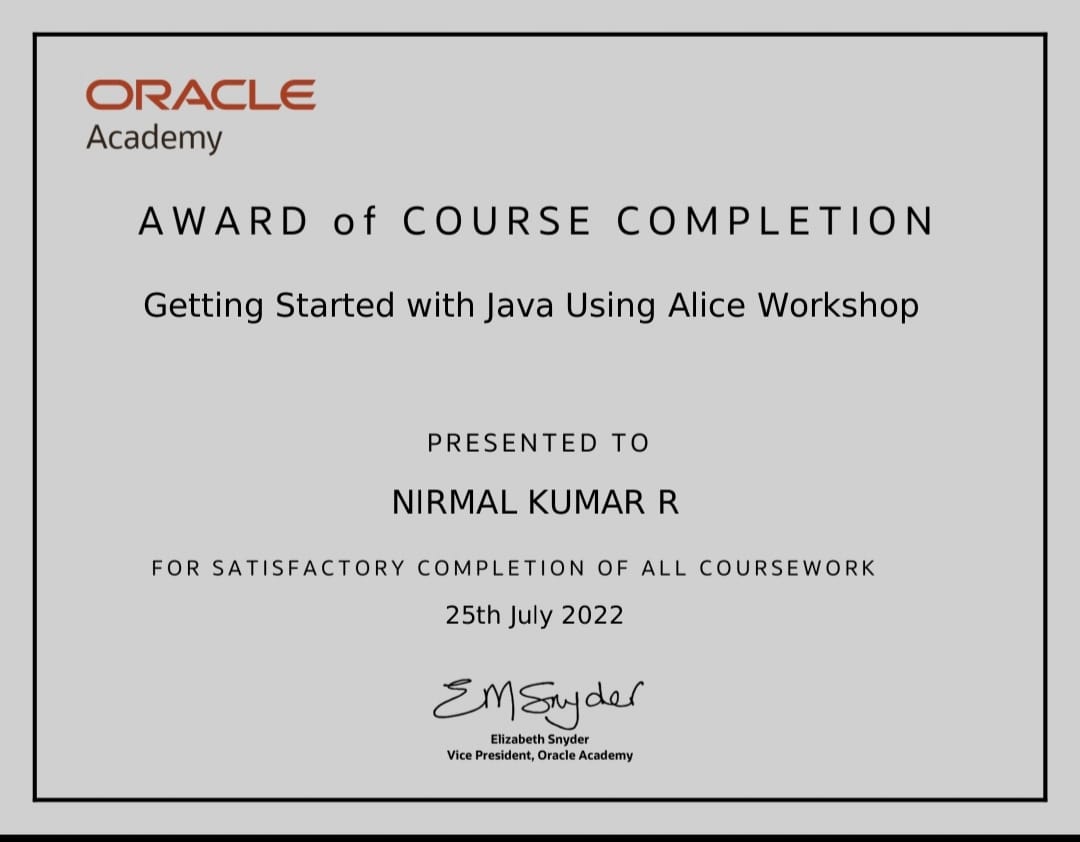 ORACLE
Academy
AWARD of COURSE COMPLETION
Getting Started with Java Using Alice Workshop
PRESENTED TO
NIRMAL KUMAR R
FOR SATISFACTORY COMPLETION OF ALL COURSEWORK
25th July 2022
EMSnyder
Elizabeth Snyder
Vice President, Oracle Academy